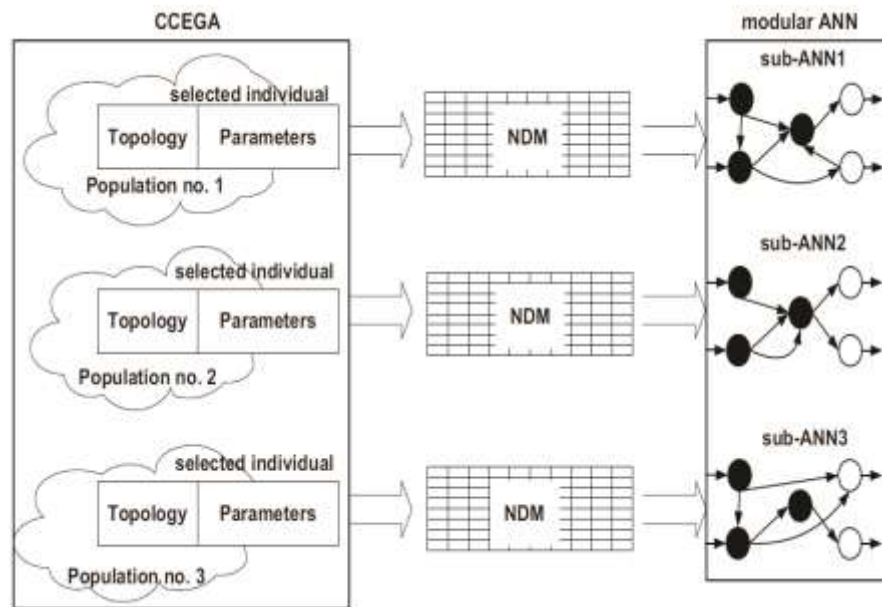 CCEGA
modular ANN
selected individual
Topology
Parameters
Population no. 1
NDM
sub-ANN1
selected individual
Topology
Parameters
Population no. 2
NDM
sub-ANN2
selected individual
Topology
Parameters
Population no. 3
NDM
sub-ANN3